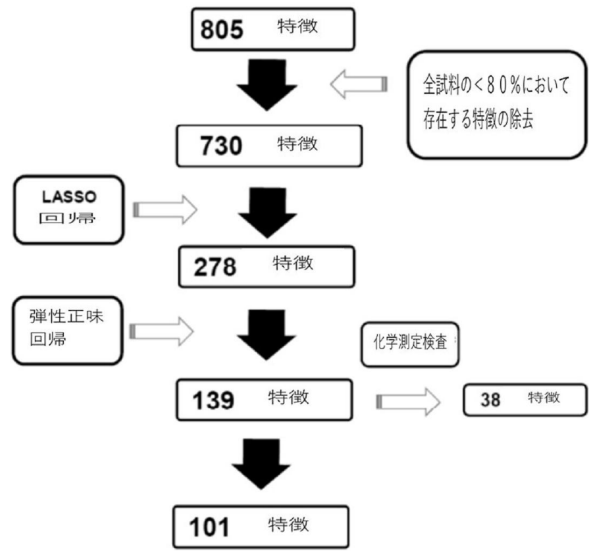 805 特徴
全試料の<80%において
存在する特徴の除去
730 特徴
LASSO
回帰
278 特徴
弾性正味
回帰
化学測定検査
139 特徴
38 特徴
101 特徴